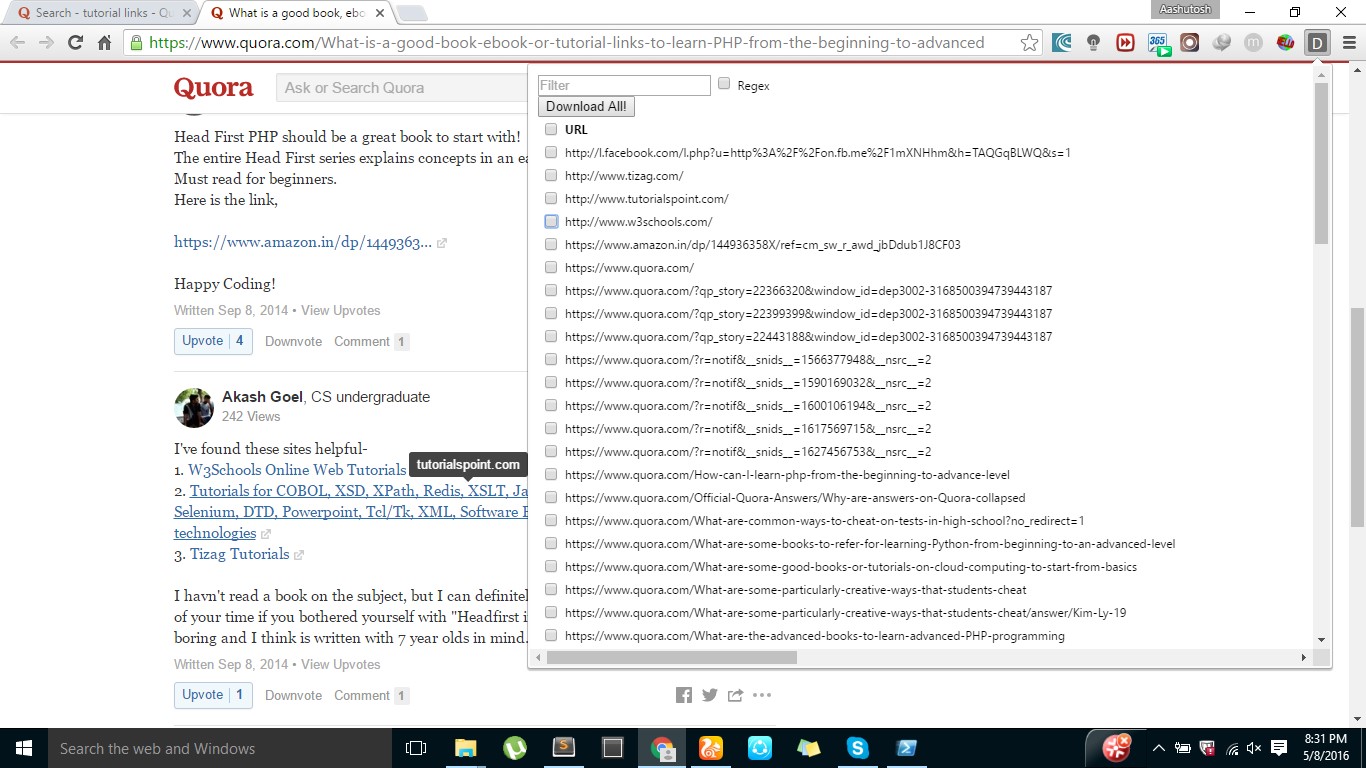 Search - tutorial links - Qu
What is a good book, ebo
Aashutosh
https://www.quora.com/What-is-a-good-book-ebook-or-tutorial-links-to-learn-PHP-from-the-beginning-to-advanced
365
m
D
Quora
Ask or Search Quora
Head First PHP should be a great book to start with!
The entire Head First series explains concepts in an ea
Must read for beginners.
Here is the link,
https://www.amazon.in/dp/1449363...
Happy Coding!
Written Sep 8, 2014 • View Upvotes
Upvote 4 Downvote Comment 1
Akash Goel, CS undergraduate
242 Views
I've found these sites helpful-
1. W3Schools Online Web Tutorials
tutorialspoint.com
2. Tutorials for COBOL, XSD, XPath, Redis, XSLT, Ja
Selenium, DTD, Powerpoint, Tcl/Tk, XML, Software E
technologies
3. Tizag Tutorials
I havn't read a book on the subject, but I can definitel
of your time if you bothered yourself with "Headfirst i
boring and I think is written with 7 year olds in mind.
Written Sep 8, 2014 • View Upvotes
Upvote 1 Downvote Comment 1
Filter
Regex
Download All!
URL
http://l.facebook.com/l.php?u=http%3A%2F%2Fon.fb.me%2F1mXNHhm&h=TAQGqBLWQ&s=1
http://www.tizag.com/
http://www.tutorialspoint.com/
http://www.w3schools.com/
https://www.amazon.in/dp/144936358X/ref=cm_sw_r_awd_jbDdub1J8CF03
https://www.quora.com/
https://www.quora.com/?qp_story=22366320&window_id=dep3002-3168500394739443187
https://www.quora.com/?qp_story=22399399&window_id=dep3002-3168500394739443187
https://www.quora.com/?qp_story=22443188&window_id=dep3002-3168500394739443187
https://www.quora.com/?r=notif&__snids__=1566377948&__nsrc__=2
https://www.quora.com/?r=notif&__snids__=1590169032&__nsrc__=2
https://www.quora.com/?r=notif&__snids__=1600106194&__nsrc__=2
https://www.quora.com/?r=notif&__snids__=1617569715&__nsrc__=2
https://www.quora.com/?r=notif&__snids__=1627456753&__nsrc__=2
https://www.quora.com/How-can-I-learn-php-from-the-beginning-to-advance-level
https://www.quora.com/Official-Quora-Answers/Why-are-answers-on-Quora-collapsed
https://www.quora.com/What-are-common-ways-to-cheat-on-tests-in-high-school?no_redirect=1
https://www.quora.com/What-are-some-books-to-refer-for-learning-Python-from-beginning-to-an-advanced-level
https://www.quora.com/What-are-some-good-books-or-tutorials-on-cloud-computing-to-start-from-basics
https://www.quora.com/What-are-some-particularly-creative-ways-that-students-cheat
https://www.quora.com/What-are-some-particularly-creative-ways-that-students-cheat/answer/Kim-Ly-19
https://www.quora.com/What-are-the-advanced-books-to-learn-advanced-PHP-programming
Search the web and Windows
8:31 PM
5/8/2016